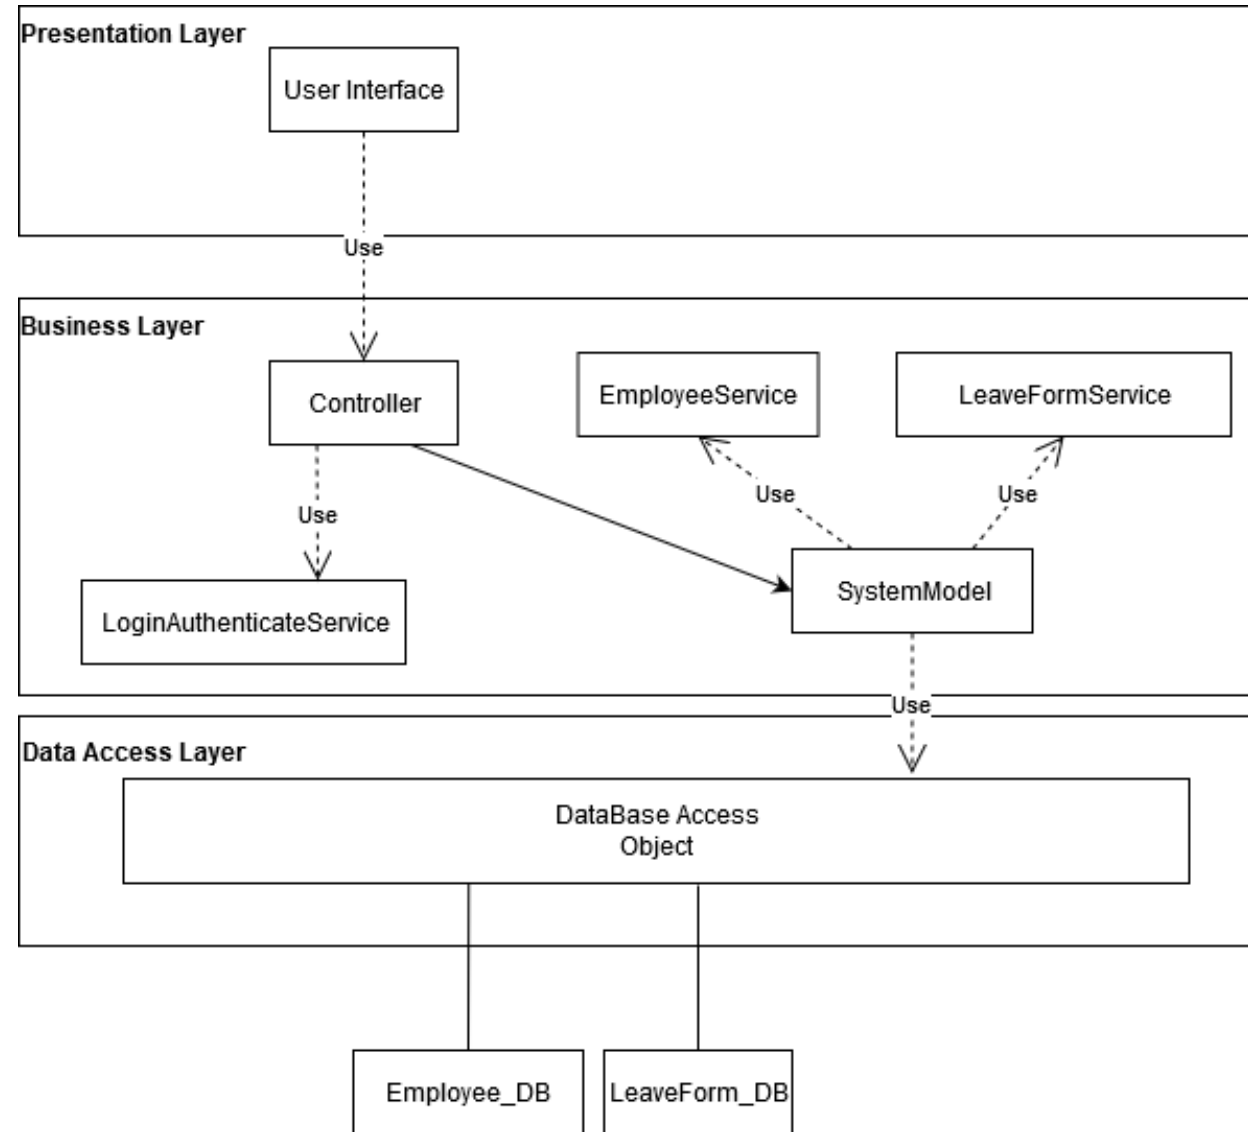 Presentation Layer
User Interface
Use
Business Layer
Controller
EmployeeService
LeaveFormService
Use
Use
Use
LoginAuthenticateService
SystemModel
Use
Data Access Layer
DataBase Access
Object
Employee_DB
LeaveForm_DB